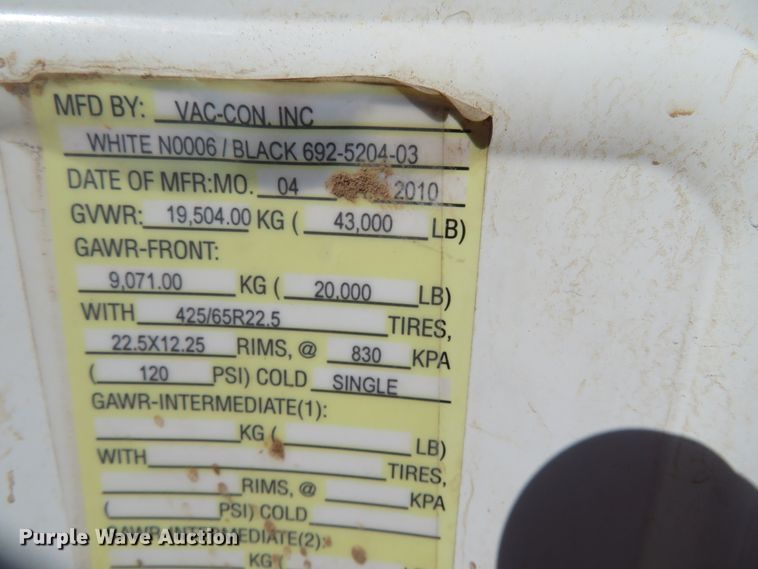 MFD BY: VAC-CON, INC
WHITE N0006 / BLACK 692-5204-03
DATE OF MFR:MO. 04 2010
GVWR: 19,504.00 KG ( 43,000 LB)
GAWR-FRONT:
9,071.00 KG ( 20,000 LB)
WITH 425/65R22.5 TIRES,
22.5X12.25 RIMS, @ 830 KPA
( 120 PSI) COLD SINGLE
GAWR-INTERMEDIATE(1):
KG ( LB)
WITH TIRES,
RIMS, @ KPA
( PSI) COLD
GAWR-INTERMEDIATE(2):
KG (
Purple Wave Auction